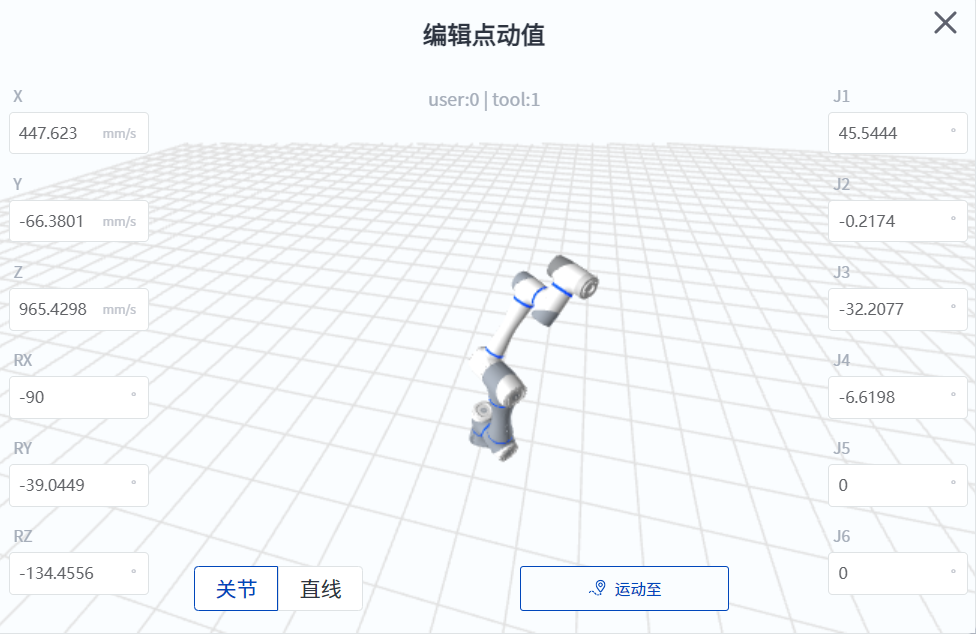 编辑点动值
user:0 | tool:1
X
447.623 mm/s
Y
-66.3801 mm/s
Z
965.4298 mm/s
RX
-90 °
RY
-39.0449 °
RZ
-134.4556 °
J1
45.5444 °
J2
-0.2174 °
J3
-32.2077 °
J4
-6.6198 °
J5
0 °
J6
0 °
关节 直线
运动至